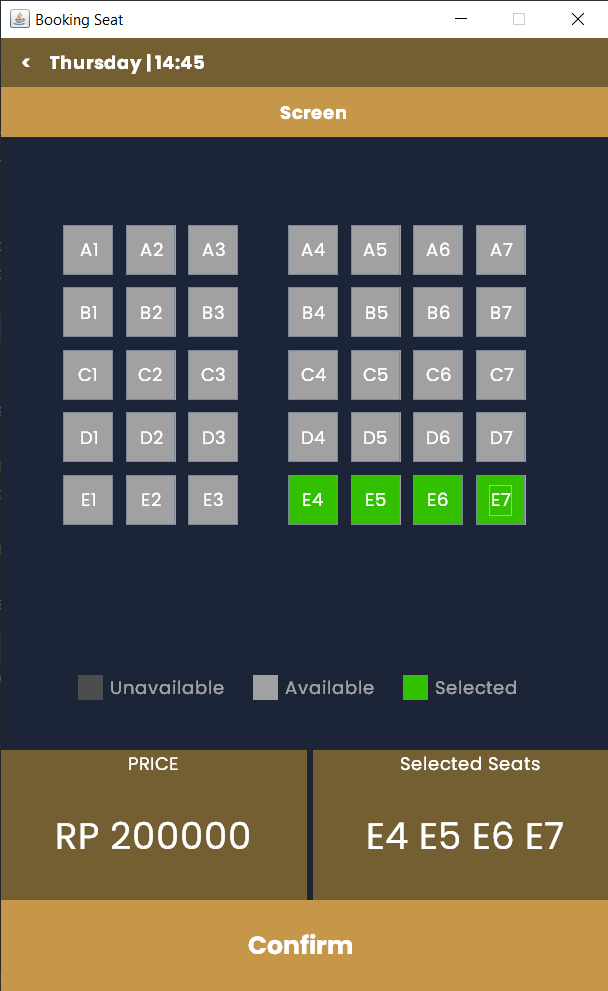 Booking Seat
< Thursday | 14:45
Screen
A1 A2 A3 A4 A5 A6 A7
B1 B2 B3 B4 B5 B6 B7
C1 C2 C3 C4 C5 C6 C7
D1 D2 D3 D4 D5 D6 D7
E1 E2 E3 E4 E5 E6 E7
Unavailable Available Selected
PRICE
RP 200000
Selected Seats
E4 E5 E6 E7
Confirm